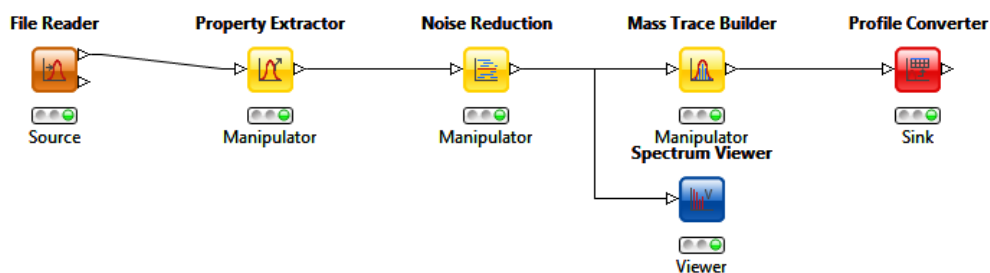 File Reader
Property Extractor
Noise Reduction
Mass Trace Builder
Profile Converter
Source
Manipulator
Manipulator
Manipulator
Sink
Spectrum Viewer
V
Viewer